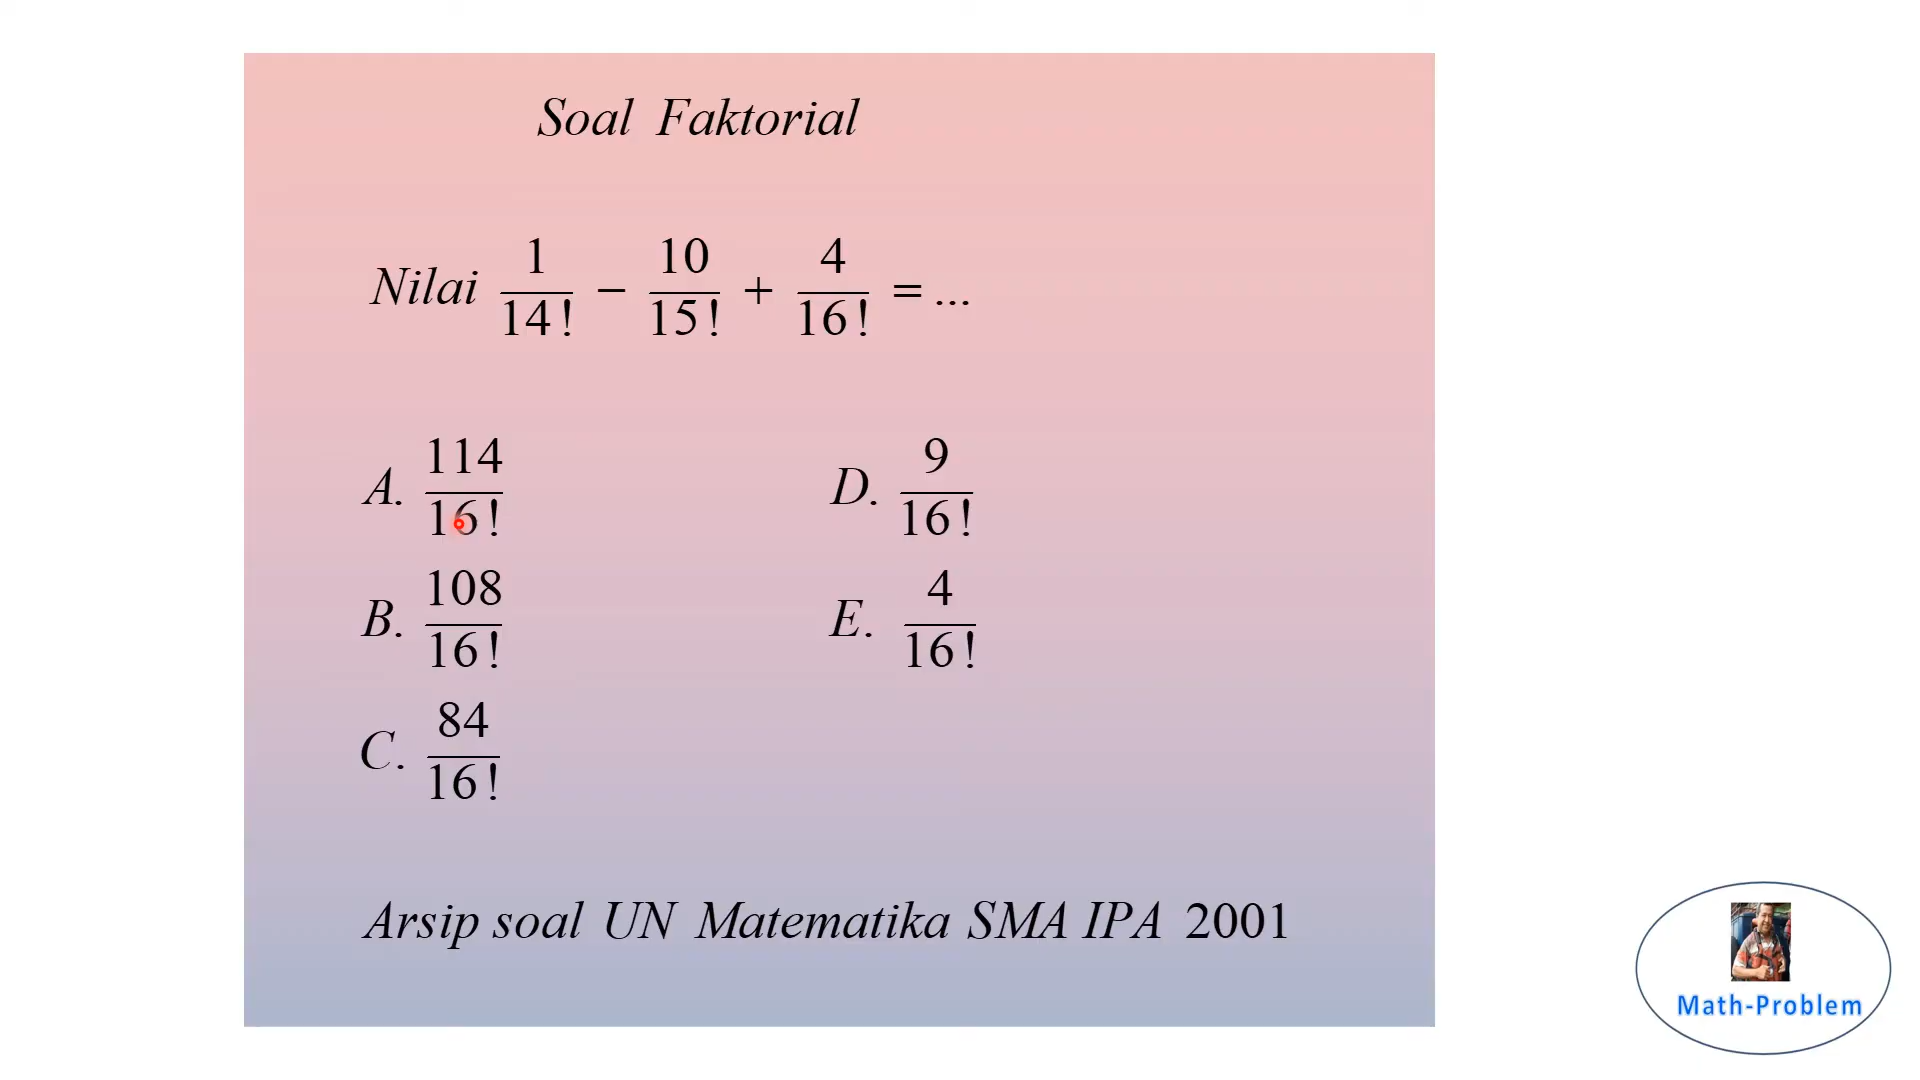 Soal Faktorial
Nilai 1/14! − 10/15! + 4/16! = ...
A. 114/16!
B. 108/16!
C. 84/16!
D. 9/16!
E. 4/16!
Arsip soal UN Matematika SMA IPA 2001
Math-Problem